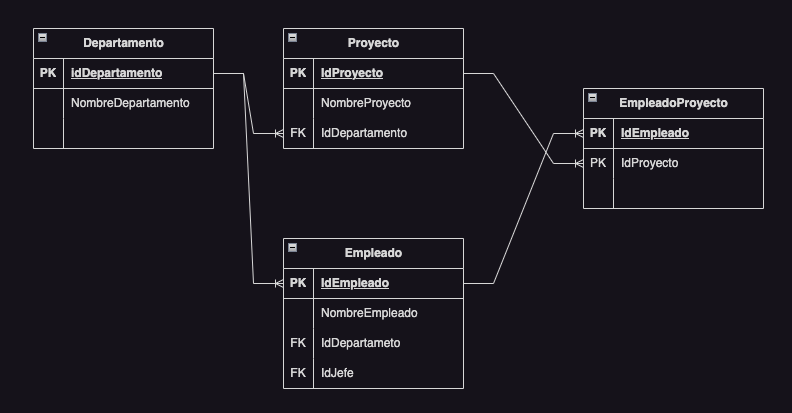 Departamento
PK idDepartamento
NombreDepartamento
Proyecto
PK IdProyecto
NombreProyecto
FK IdDepartamento
EmpleadoProyecto
PK IdEmpleado
PK IdProyecto
Empleado
PK IdEmpleado
NombreEmpleado
FK IdDepartameto
FK IdJefe